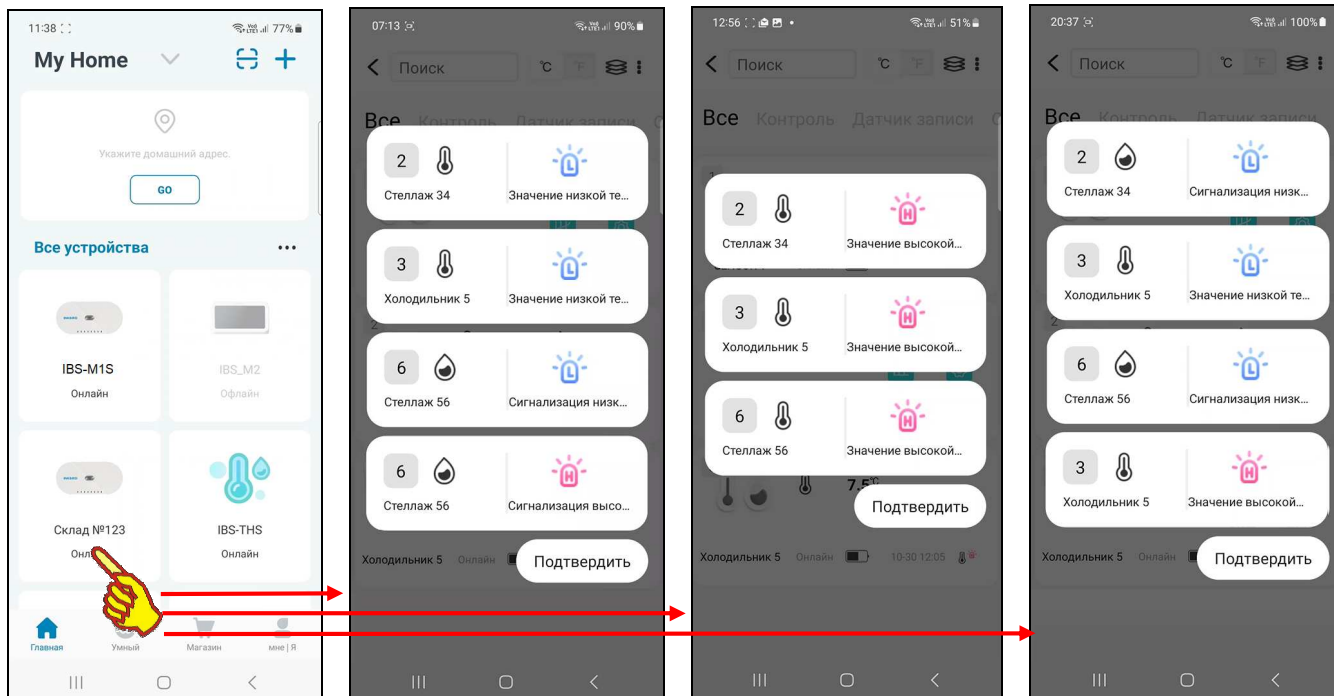 11:38
77%
My Home
Укажите домашний адрес.
GO
Все устройства
IBS-M1S
Онлайн
IBS_M2
Офлайн
Склад №123
Онл
IBS-THS
Онлайн
Главная
Умный
Магазин
мне | Я
07:13
90%
Поиск
°C
°F
Все Контроль Датчик записи
2
Стеллаж 34
L
Значение низкой те...
3
Холодильник 5
L
Значение низкой те...
6
Стеллаж 56
L
Сигнализация низк...
6
Стеллаж 56
H
Сигнализация высо...
Холодильник 5 Онлайн
Подтвердить
12:56
51%
Поиск
°C
°F
Все Контроль Датчик записи
2
Стеллаж 34
H
Значение высокой...
3
Холодильник 5
H
Значение высокой...
6
Стеллаж 56
H
Значение высокой...
7.5°C
Подтвердить
Холодильник 5 Онлайн 10-30 12:05
20:37
100%
Поиск
°C
°F
Все Контроль Датчик записи
2
Стеллаж 34
L
Сигнализация низк...
3
Холодильник 5
L
Значение низкой те...
6
Стеллаж 56
L
Сигнализация низк...
3
Холодильник 5
H
Значение высокой...
Холодильник 5 Онлайн
Подтвердить